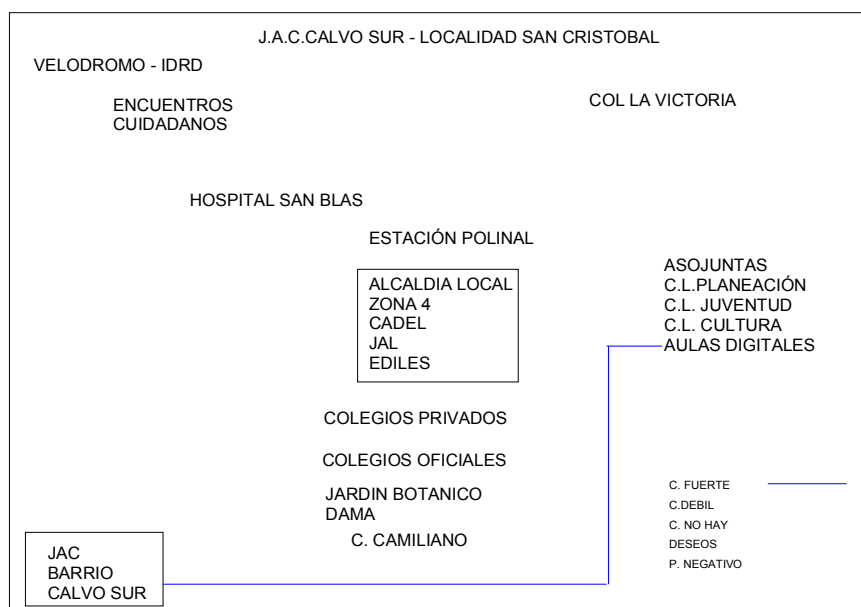 J.A.C.CALVO SUR - LOCALIDAD SAN CRISTOBAL
VELODROMO - IDRD
ENCUENTROS
CUIDADANOS
COL LA VICTORIA
HOSPITAL SAN BLAS
ESTACIÓN POLINAL
ALCALDIA LOCAL
ZONA 4
CADEL
JAL
EDILES
ASOJUNTAS
C.L.PLANEACIÓN
C.L. JUVENTUD
C.L. CULTURA
AULAS DIGITALES
COLEGIOS PRIVADOS
COLEGIOS OFICIALES
JARDIN BOTANICO
DAMA
C. CAMILIANO
C. FUERTE
C.DEBIL
C. NO HAY
DESEOS
P. NEGATIVO
JAC
BARRIO
CALVO SUR